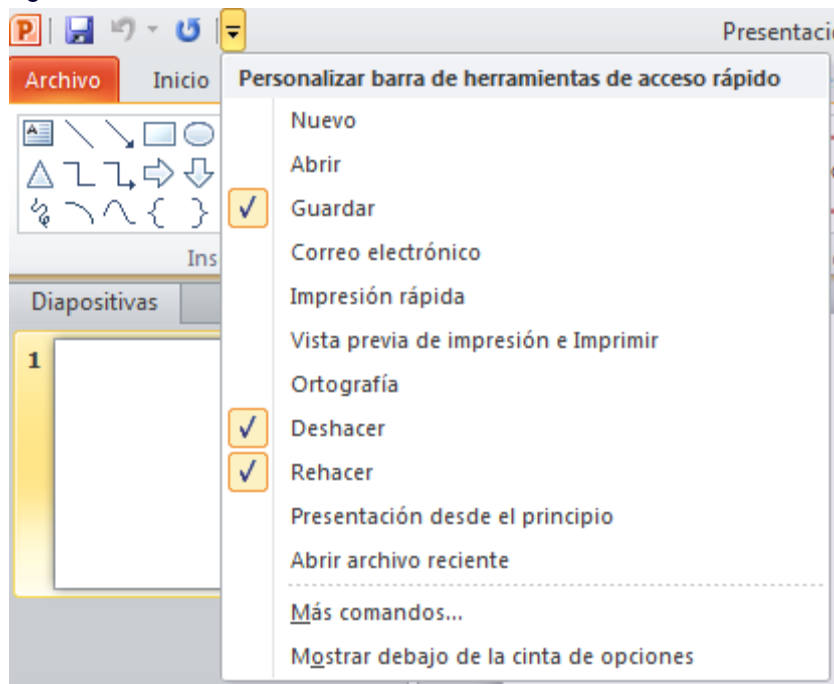 Presentaci
Archivo Inicio
Personalizar barra de herramientas de acceso rápido
Nuevo
Abrir
Guardar
Correo electrónico
Ins
Impresión rápida
Diapositivas
Vista previa de impresión e Imprimir
1
Ortografía
Deshacer
Rehacer
Presentación desde el principio
Abrir archivo reciente
Más comandos...
Mostrar debajo de la cinta de opciones